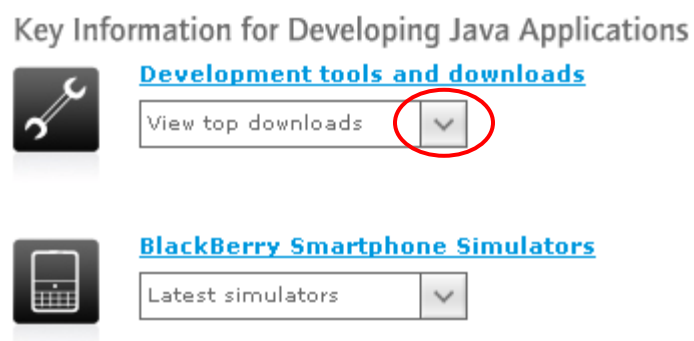 Key Information for Developing Java Applications
Development tools and downloads
View top downloads
BlackBerry Smartphone Simulators
Latest simulators